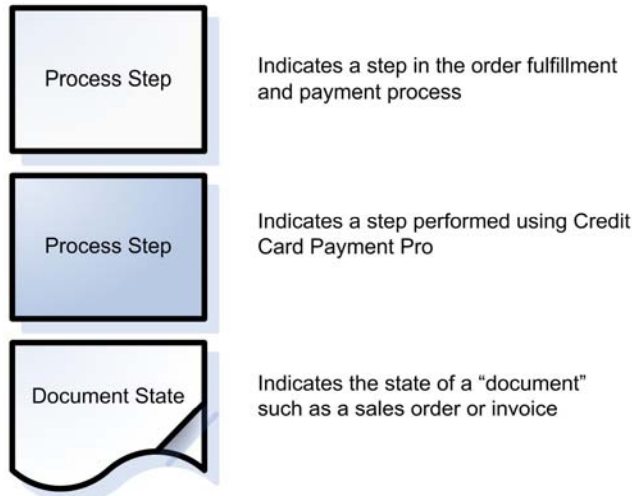 Process Step
Indicates a step in the order fulfillment
and payment process
Process Step
Indicates a step performed using Credit
Card Payment Pro
Document State
Indicates the state of a “document”
such as a sales order or invoice